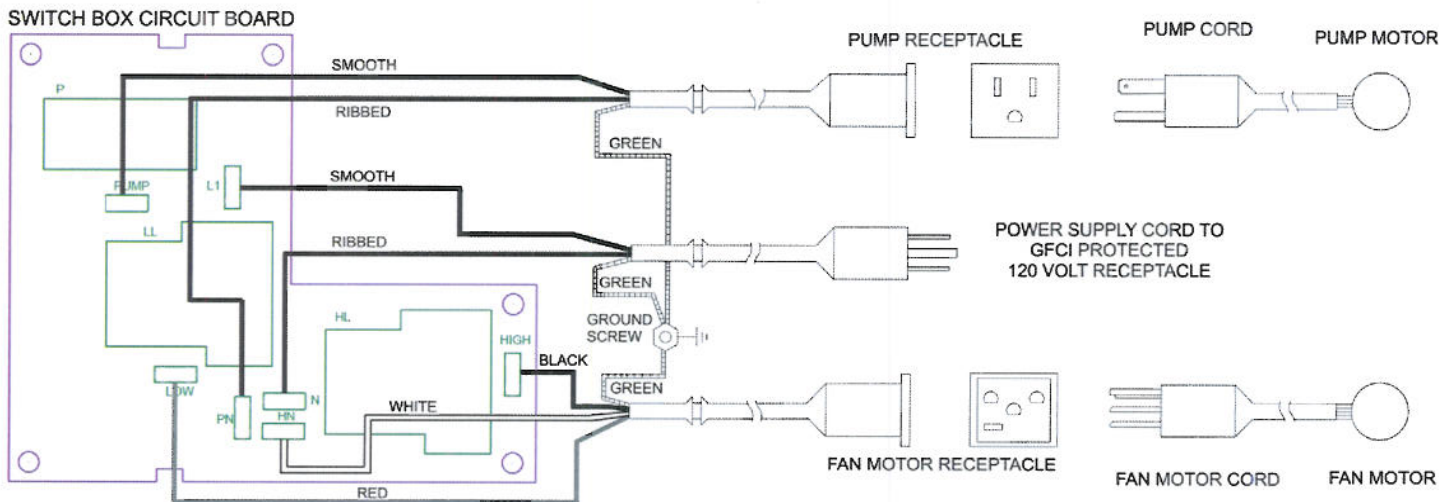 SWITCH BOX CIRCUIT BOARD
PUMP RECEPTACLE
PUMP CORD
PUMP MOTOR
SMOOTH
P
RIBBED
GREEN
PUMP
L1
SMOOTH
LL
RIBBED
POWER SUPPLY CORD TO
GFCI PROTECTED
120 VOLT RECEPTACLE
GREEN
HL
GROUND
SCREW
HIGH
BLACK
LOW
GREEN
N
PN
HN
WHITE
FAN MOTOR RECEPTACLE
FAN MOTOR CORD
FAN MOTOR
RED